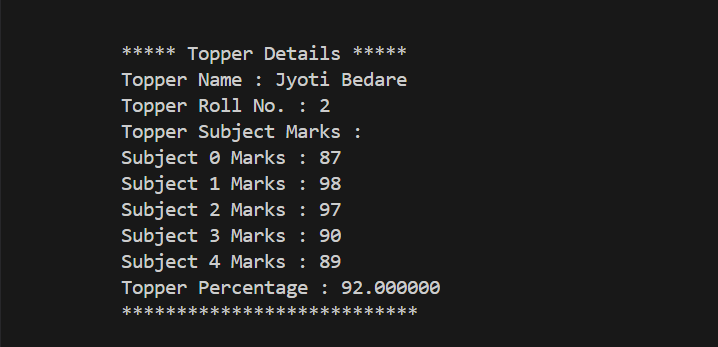 ***** Topper Details *****
Topper Name : Jyoti Bedare
Topper Roll No. : 2
Topper Subject Marks :
Subject 0 Marks : 87
Subject 1 Marks : 98
Subject 2 Marks : 97
Subject 3 Marks : 90
Subject 4 Marks : 89
Topper Percentage : 92.000000
***************************